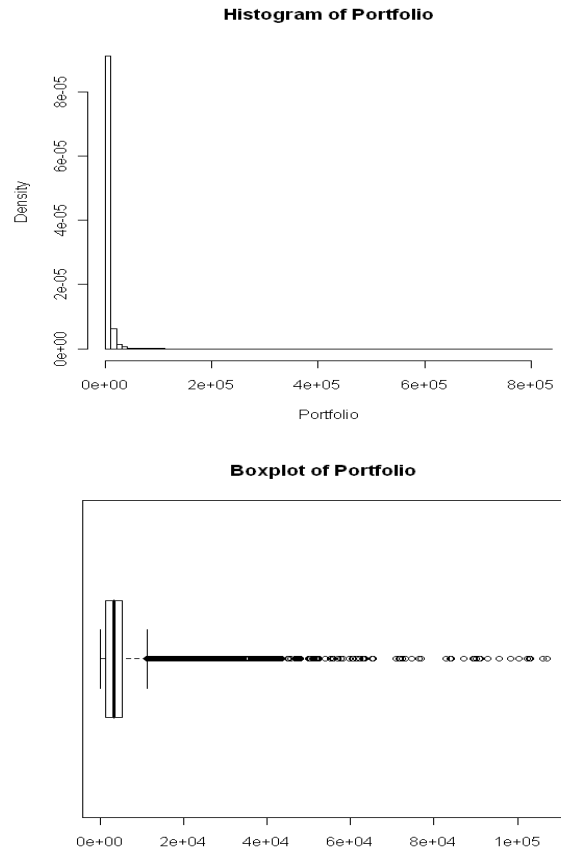 Histogram of Portfolio
8e-05
6e-05
4e-05
2e-05
0e+00
Density
0e+00 2e+05 4e+05 6e+05 8e+05
Portfolio
Boxplot of Portfolio
0e+00 2e+04 4e+04 6e+04 8e+04 1e+05